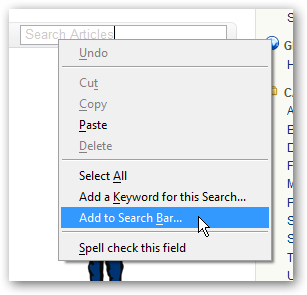 Search Articles
Undo
Cut
Copy
Paste
Delete
Select All
Add a Keyword for this Search...
Add to Search Bar...
Spell check this field